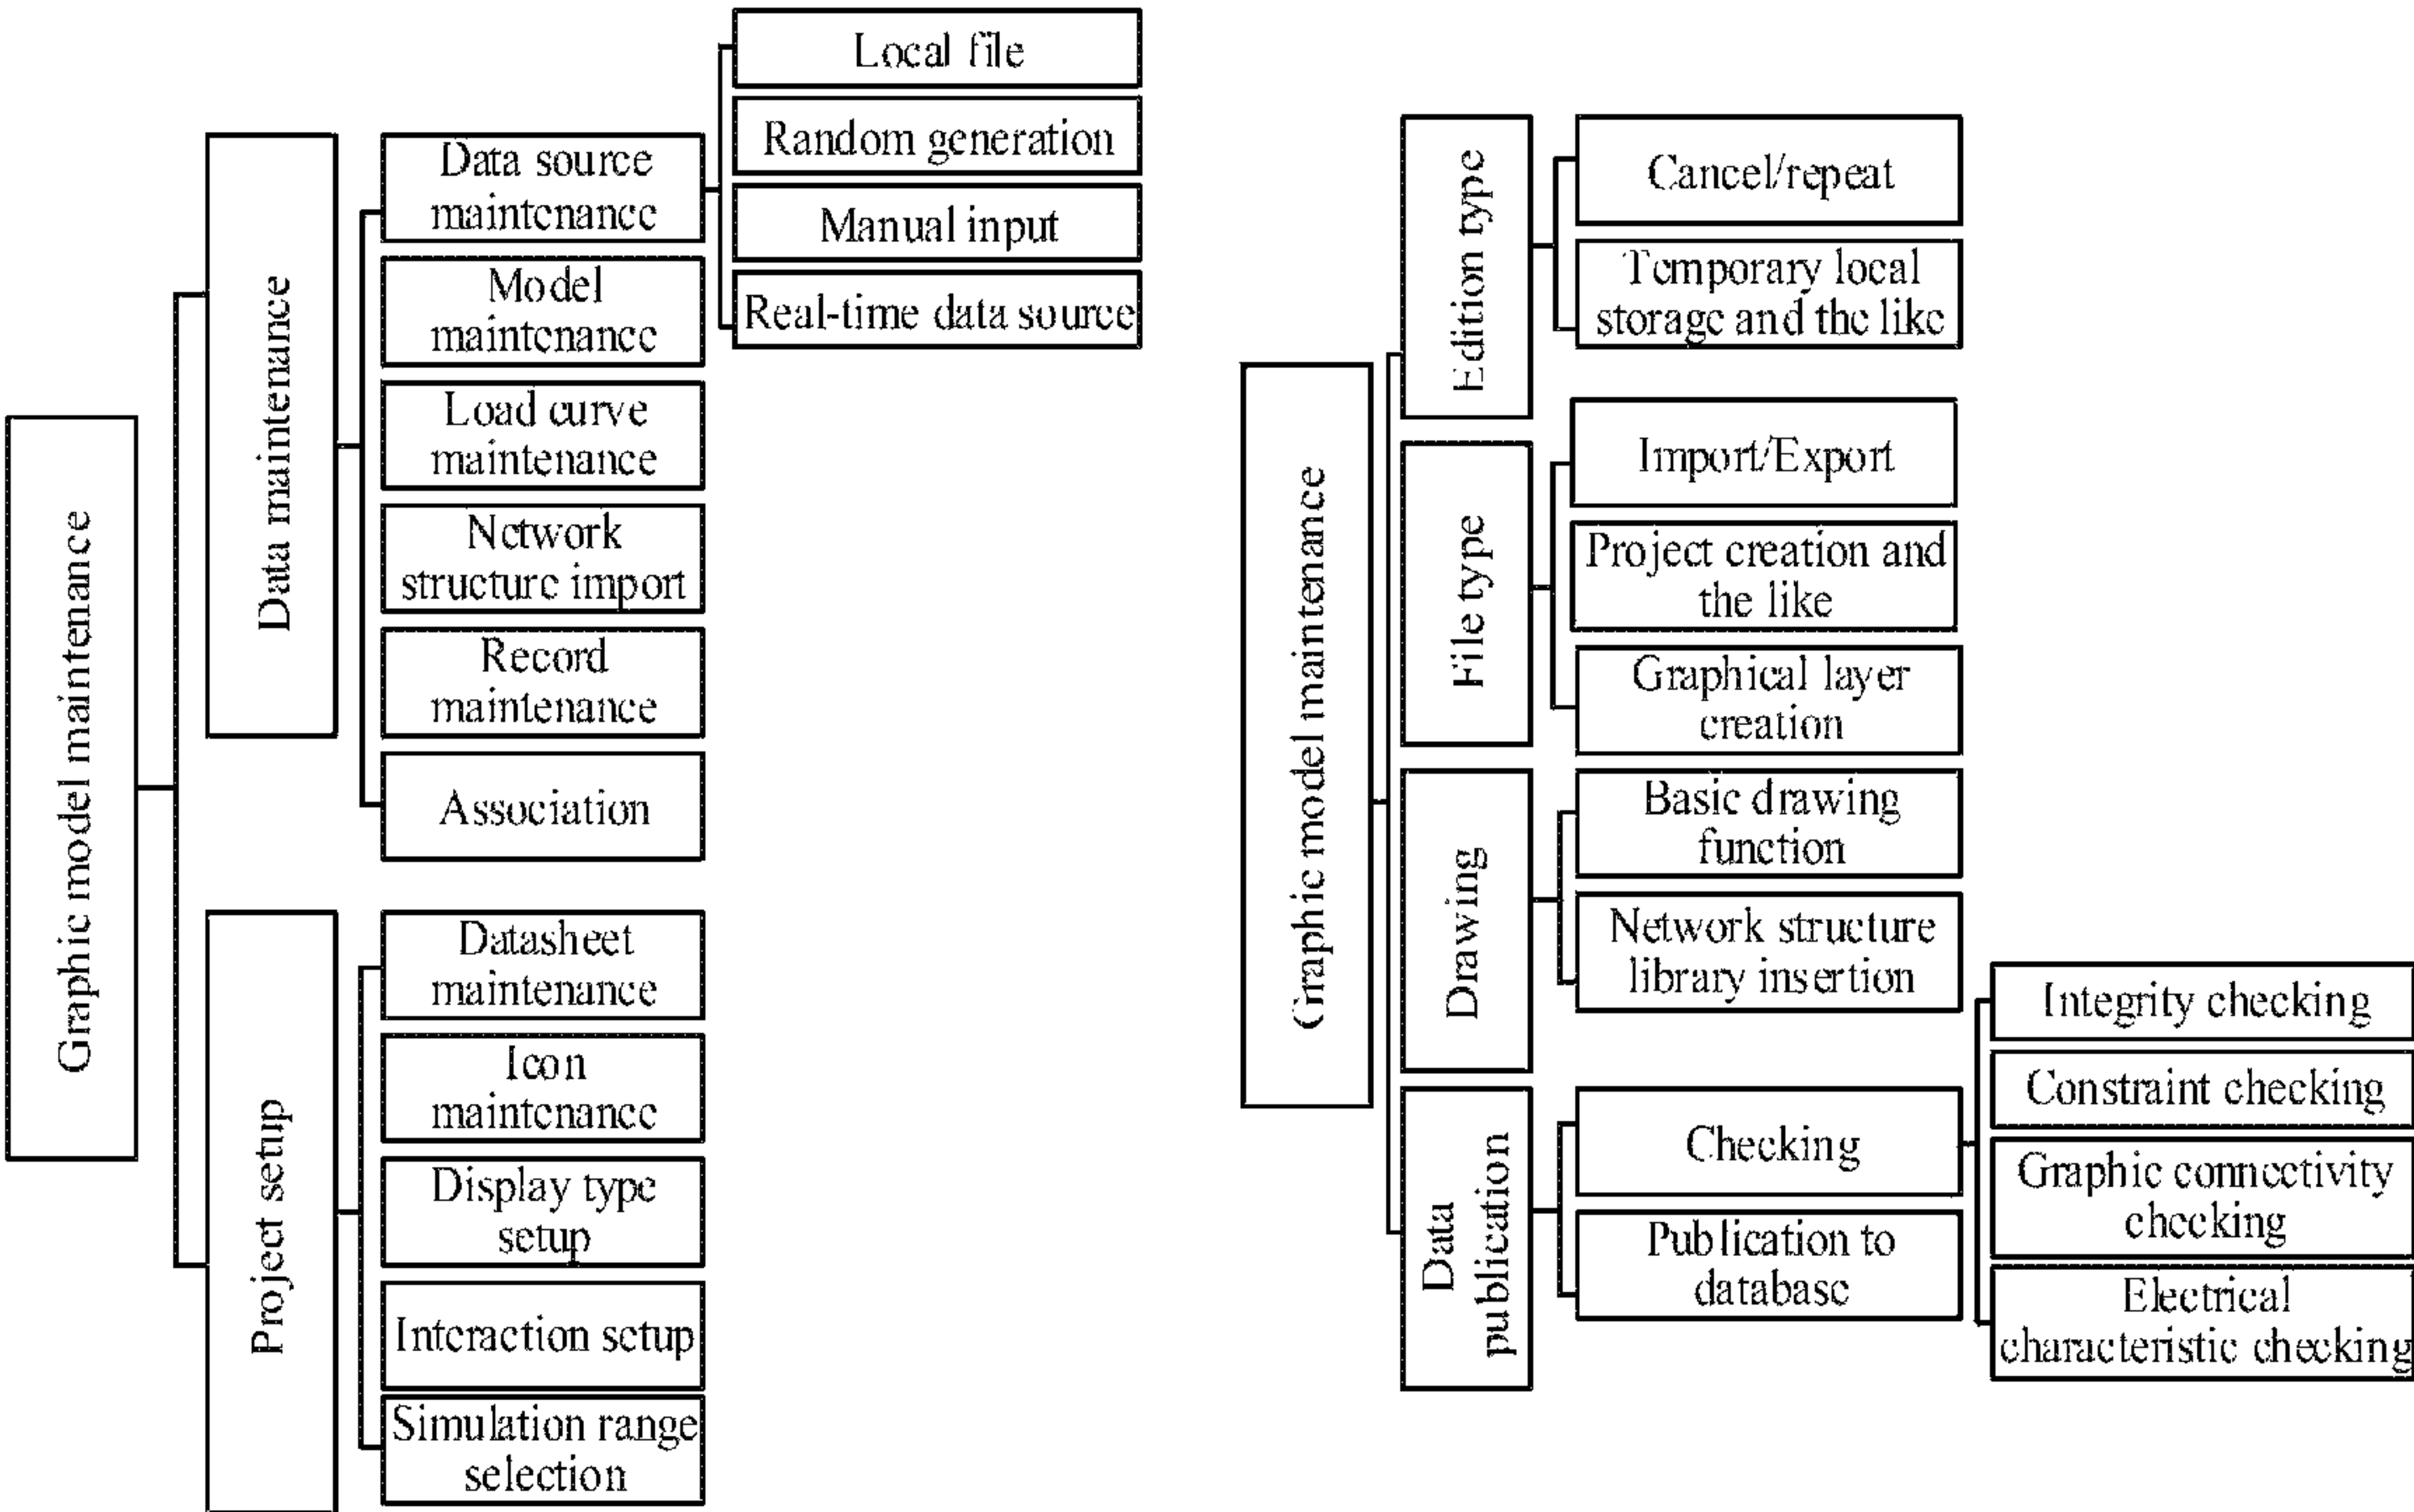 Graphic model maintenance
Data maintenance
Data source
maintenance
Local file
Random generation
Manual input
Real-time data source
Model
maintenance
Load curve
maintenance
Network
structure import
Record
maintenance
Association
Project setup
Datasheet
maintenance
Icon
maintenance
Display type
setup
Interaction setup
Simulation range
selection
Graphic model maintenance
Edition type
Cancel/repeat
Temporary local
storage and the like
File type
Import/Export
Project creation and
the like
Graphical layer
creation
Drawing
Basic drawing
function
Network structure
library insertion
Data
publication
Checking
Integrity checking
Constraint checking
Graphic connectivity
checking
Electrical
characteristic checking
Publication to
database